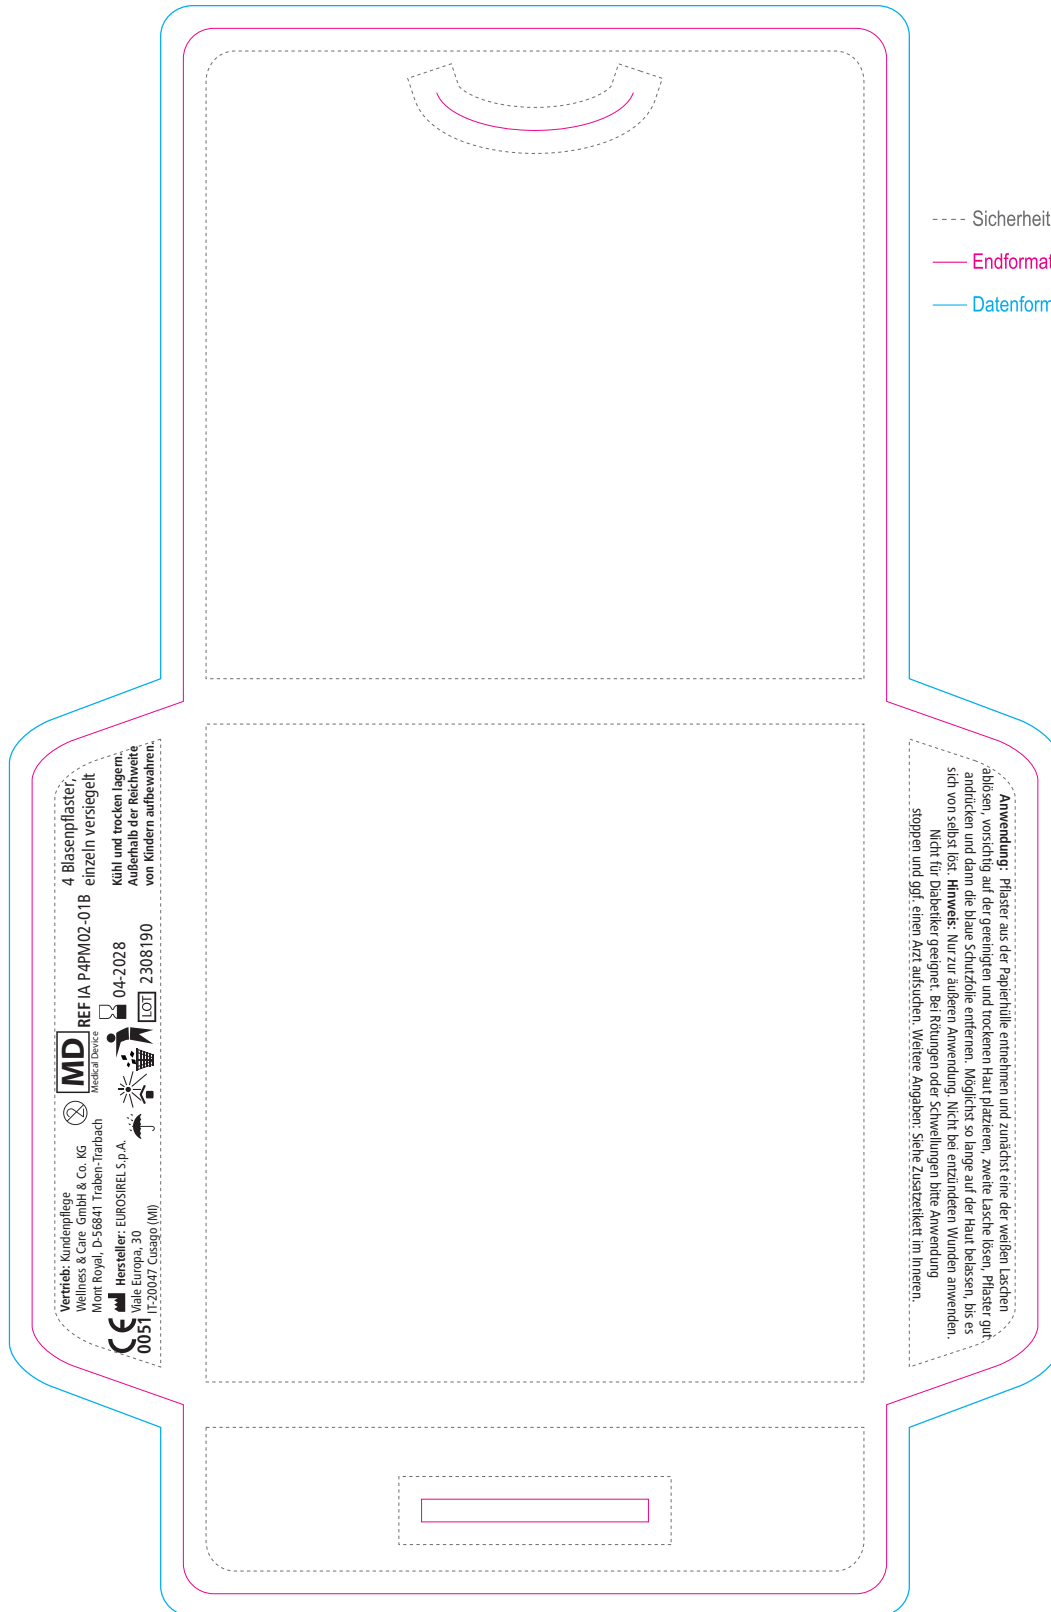 Sicherheit
Endformat
Datenform
4 Blasenpflaster,
einzeln versiegelt
Kühl und trocken lagern.
Außerhalb der Reichweite
von Kindern aufbewahren.
REF IA P4PM02-01B
04-2028
LOT 2308190
MD
Medical Device
2
Vertrieb: Kundenpflege
Wellness & Care GmbH & Co. KG
Mont Royal, D-56841 Traben-Trarbach
Hersteller: EUROSIREL S.p.A.
Viale Europa, 30
IT-20047 Cusago (MI)
CE
0051
Anwendung: Pflaster aus der Papierhülle entnehmen und zunächst eine der weißen Laschen
ablösen, vorsichtig auf der gereinigten und trockenen Haut platzieren, zweite Lasche lösen, Pflaster gut
andrücken und dann die blaue Schutzfolie entfernen. Möglichst so lange auf der Haut belassen, bis es
sich von selbst löst. Hinweis: Nur zur äußeren Anwendung. Nicht bei entzündeten Wunden anwenden.
Nicht für Diabetiker geeignet. Bei Rötungen oder Schwellungen bitte Anwendung
stoppen und ggf. einen Arzt aufsuchen. Weitere Angaben: Siehe Zusatzetikett im Inneren.